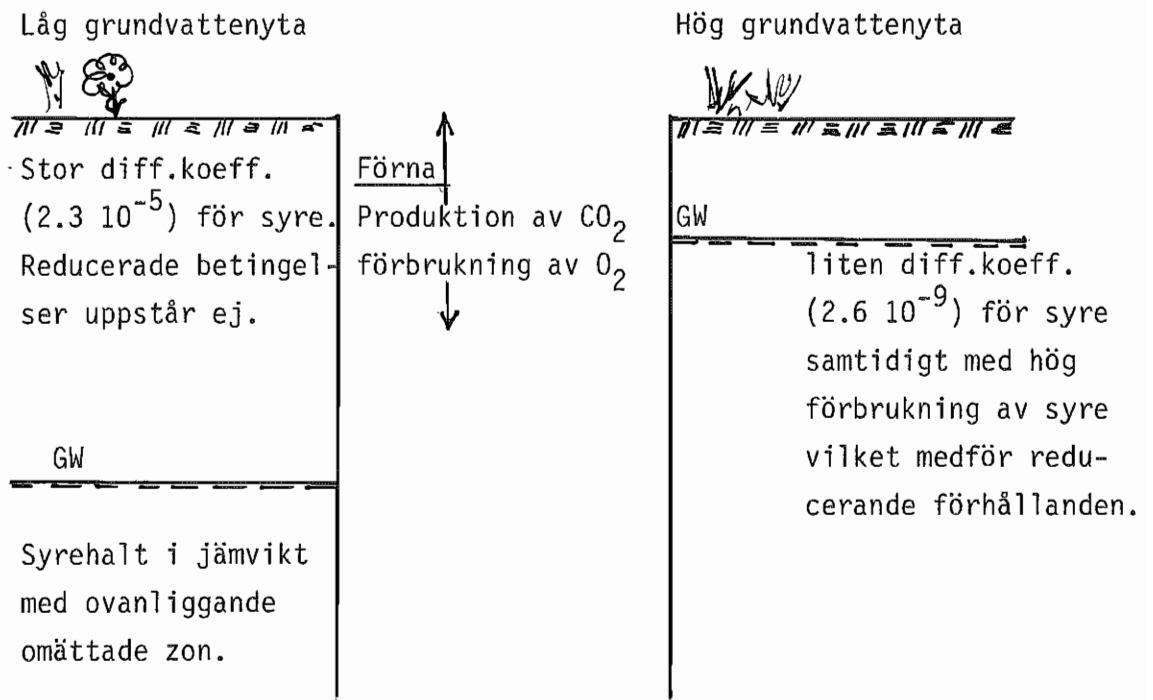 Låg grundvattenyta
Stor diff.koeff.
(2.3 10⁻⁵) för syre.
Reducerade betingel-
ser uppstår ej.
GW
Syrehalt i jämvikt
med ovanliggande
omättade zon.
Förna
Produktion av CO₂
förbrukning av O₂
Hög grundvattenyta
GW
liten diff.koeff.
(2.6 10⁻⁹) för syre
samtidigt med hög
förbrukning av syre
vilket medför redu-
cerande förhållanden.